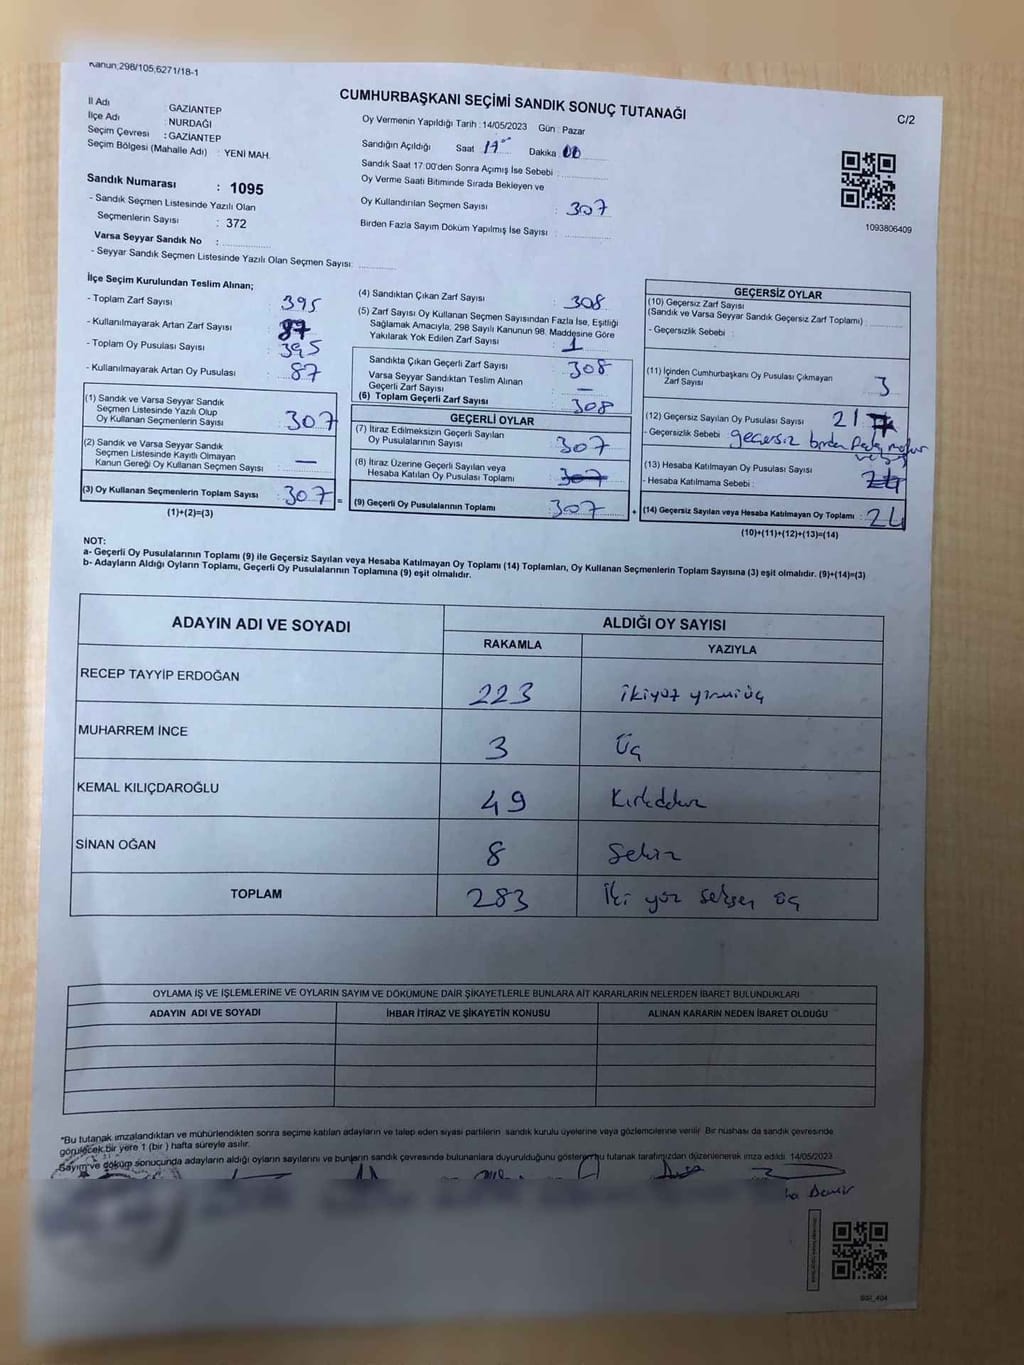 Kanun;298/105,6271/18-1
CUMHURBAŞKANI SEÇİMİ SANDIK SONUÇ TUTANAĞI
C/2
İl Adı : GAZİANTEP
İlçe Adı : NURDAĞI
Seçim Çevresi : GAZİANTEP
Seçim Bölgesi (Mahalle Adı) : YENİ MAH.
Sandık Numarası : 1095
- Sandık Seçmen Listesinde Yazılı Olan
Seçmenlerin Sayısı : 372
Varsa Seyyar Sandık No :
- Seyyar Sandık Seçmen Listesinde Yazılı Olan Seçmen Sayısı:
Oy Vermenin Yapıldığı Tarih : 14/05/2023 Gün : Pazar
Sandığın Açıldığı Saat 17 Dakika 00
Sandık Saat 17:00'den Sonra Açımış İse Sebebi :
Oy Verme Saati Bitiminde Sırada Bekleyen ve
Oy Kullandırılan Seçmen Sayısı : 307
Birden Fazla Sayım Döküm Yapılmış İse Sayısı :
1093806409
İlçe Seçim Kurulundan Teslim Alınan;
- Toplam Zarf Sayısı : 395
- Kullanılmayarak Artan Zarf Sayısı : 87
- Toplam Oy Pusulası Sayısı : 395
- Kullanılmayarak Artan Oy Pusulası : 87
(1) Sandık ve Varsa Seyyar Sandık
Seçmen Listesinde Yazılı Olup
Oy Kullanan Seçmenlerin Sayısı : 307
(2) Sandık ve Varsa Seyyar Sandık
Seçmen Listesinde Kayıtlı Olmayan
Kanun Gereği Oy Kullanan Seçmen Sayısı : —
(3) Oy Kullanan Seçmenlerin Toplam Sayısı : 307 =
(1)+(2)=(3)
(4) Sandıktan Çıkan Zarf Sayısı : 308
(5) Zarf Sayısı Oy Kullanan Seçmen Sayısından Fazla İse, Eşitliği
Sağlamak Amacıyla, 298 Sayılı Kanunun 98. Maddesine Göre
Yakılarak Yok Edilen Zarf Sayısı : 1
Sandıkta Çıkan Geçerli Zarf Sayısı : 308
Varsa Seyyar Sandıktan Teslim Alınan
Geçerli Zarf Sayısı : —
(6) Toplam Geçerli Zarf Sayısı : 308
GEÇERLİ OYLAR
(7) İtiraz Edilmeksizin Geçerli Sayılan
Oy Pusulalarının Sayısı : 307
(8) İtiraz Üzerine Geçerli Sayılan veya
Hesaba Katılan Oy Pusulası Toplamı : 307
(9) Geçerli Oy Pusulalarının Toplamı : 307 +
GEÇERSİZ OYLAR
(10) Geçersiz Zarf Sayısı
(Sandık ve Varsa Seyyar Sandık Geçersiz Zarf Toplamı) :
- Geçersizlik Sebebi :
(11) İçinden Cumhurbaşkanı Oy Pusulası Çıkmayan
Zarf Sayısı : 3
(12) Geçersiz Sayılan Oy Pusulası Sayısı : 21
- Geçersizlik Sebebi : geçersiz birden
(13) Hesaba Katılmayan Oy Pusulası Sayısı : 24
- Hesaba Katılmama Sebebi :
(14) Geçersiz Sayılan veya Hesaba Katılmayan Oy Toplamı : 24
(10)+(11)+(12)+(13)=(14)
NOT:
a- Geçerli Oy Pusulalarının Toplamı (9) ile Geçersiz Sayılan veya Hesaba Katılmayan Oy Toplamı (14) Toplamları, Oy Kullanan Seçmenlerin Toplam Sayısına (3) eşit olmalıdır. (9)+(14)=(3)
b- Adayların Aldığı Oyların Toplamı, Geçerli Oy Pusulalarının Toplamına (9) eşit olmalıdır.
ADAYIN ADI VE SOYADI ALDIĞI OY SAYISI
RAKAMLA YAZIYLA
RECEP TAYYİP ERDOĞAN 223 ikiyüz yirmiüç
MUHARREM İNCE 3 Üç
KEMAL KILIÇDAROĞLU 49 Kırkdokuz
SİNAN OĞAN 8 Sekiz
TOPLAM 283 İki yüz seksen üç
OYLAMA İŞ VE İŞLEMLERİNE VE OYLARIN SAYIM VE DÖKÜMÜNE DAİR ŞİKAYETLERLE BUNLARA AİT KARARLARIN NELERDEN İBARET BULUNDUKLARI
ADAYIN ADI VE SOYADI İHBAR İTİRAZ VE ŞİKAYETİN KONUSU ALINAN KARARIN NEDEN İBARET OLDUĞU
*Bu tutanak imzalandıktan ve mühürlendikten sonra seçime katılan adayların ve talep eden siyasi partilerin sandık kurulu üyelerine veya gözlemcilerine verilir. Bir nüshası da sandık çevresinde
görülecek bir yere 1 (bir ) hafta süreyle asılır.
Sayım ve döküm sonucunda adayların aldığı oyların sayılarını ve bunların sandık çevresinde bulunanlara duyurulduğunu gösteren bu tutanak tarafımızdan düzenlenerek imza edildi. 14/05/2023
Demir